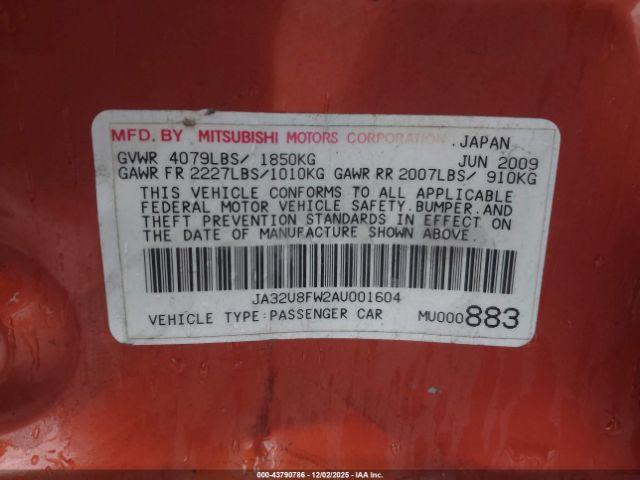 MFD. BY MITSUBISHI MOTORS CORPORATION. JAPAN
GVWR 4079LBS/ 1850KG JUN 2009
GAWR FR 2227LBS/1010KG GAWR RR 2007LBS/ 910KG
THIS VEHICLE CONFORMS TO ALL APPLICABLE
FEDERAL MOTOR VEHICLE SAFETY.BUMPER.AND
THEFT PREVENTION STANDARDS IN EFFECT ON
THE DATE OF MANUFACTURE SHOWN ABOVE.
JA32U8FW2AU001604
VEHICLE TYPE:PASSENGER CAR MU000883
000-43790786 - 12/02/2025 - IAAI.COM